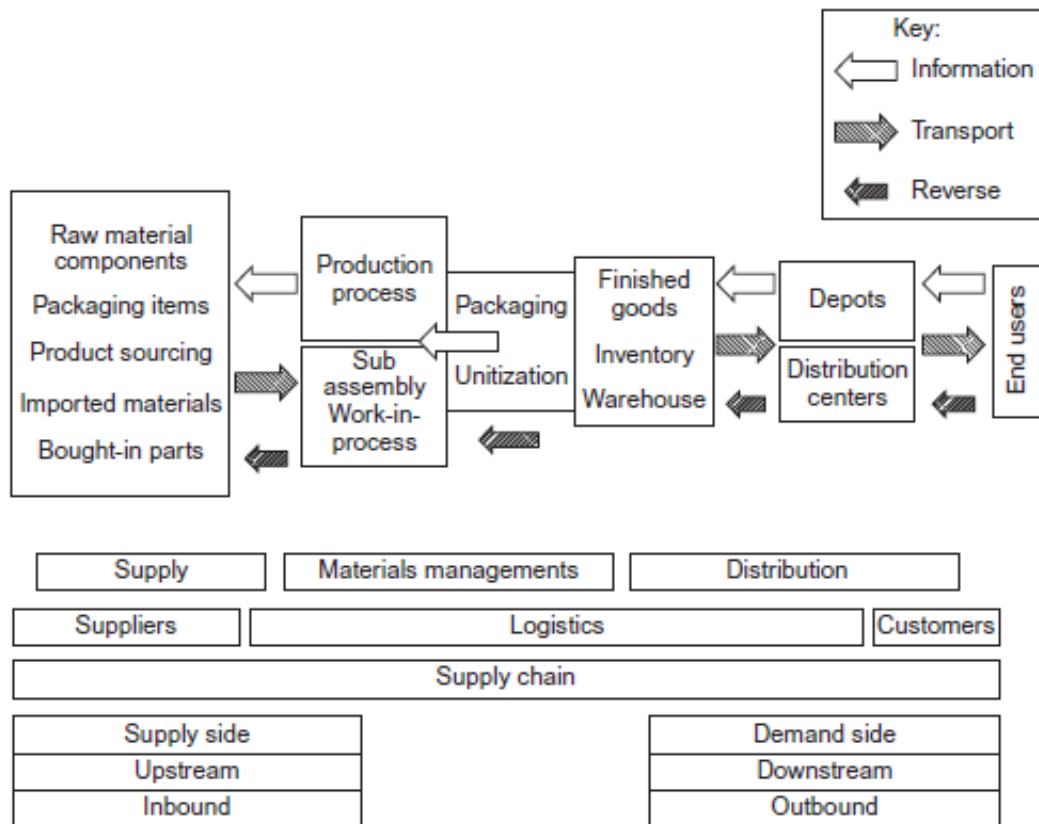 Key:
Information
Transport
Reverse
Raw material
components
Packaging items
Product sourcing
Imported materials
Bought-in parts
Production
process
Sub
assembly
Work-in-
process
Packaging
Unitization
Finished
goods
Inventory
Warehouse
Depots
Distribution
centers
End users
Supply
Materials managements
Distribution
Suppliers
Logistics
Customers
Supply chain
Supply side
Upstream
Inbound
Demand side
Downstream
Outbound